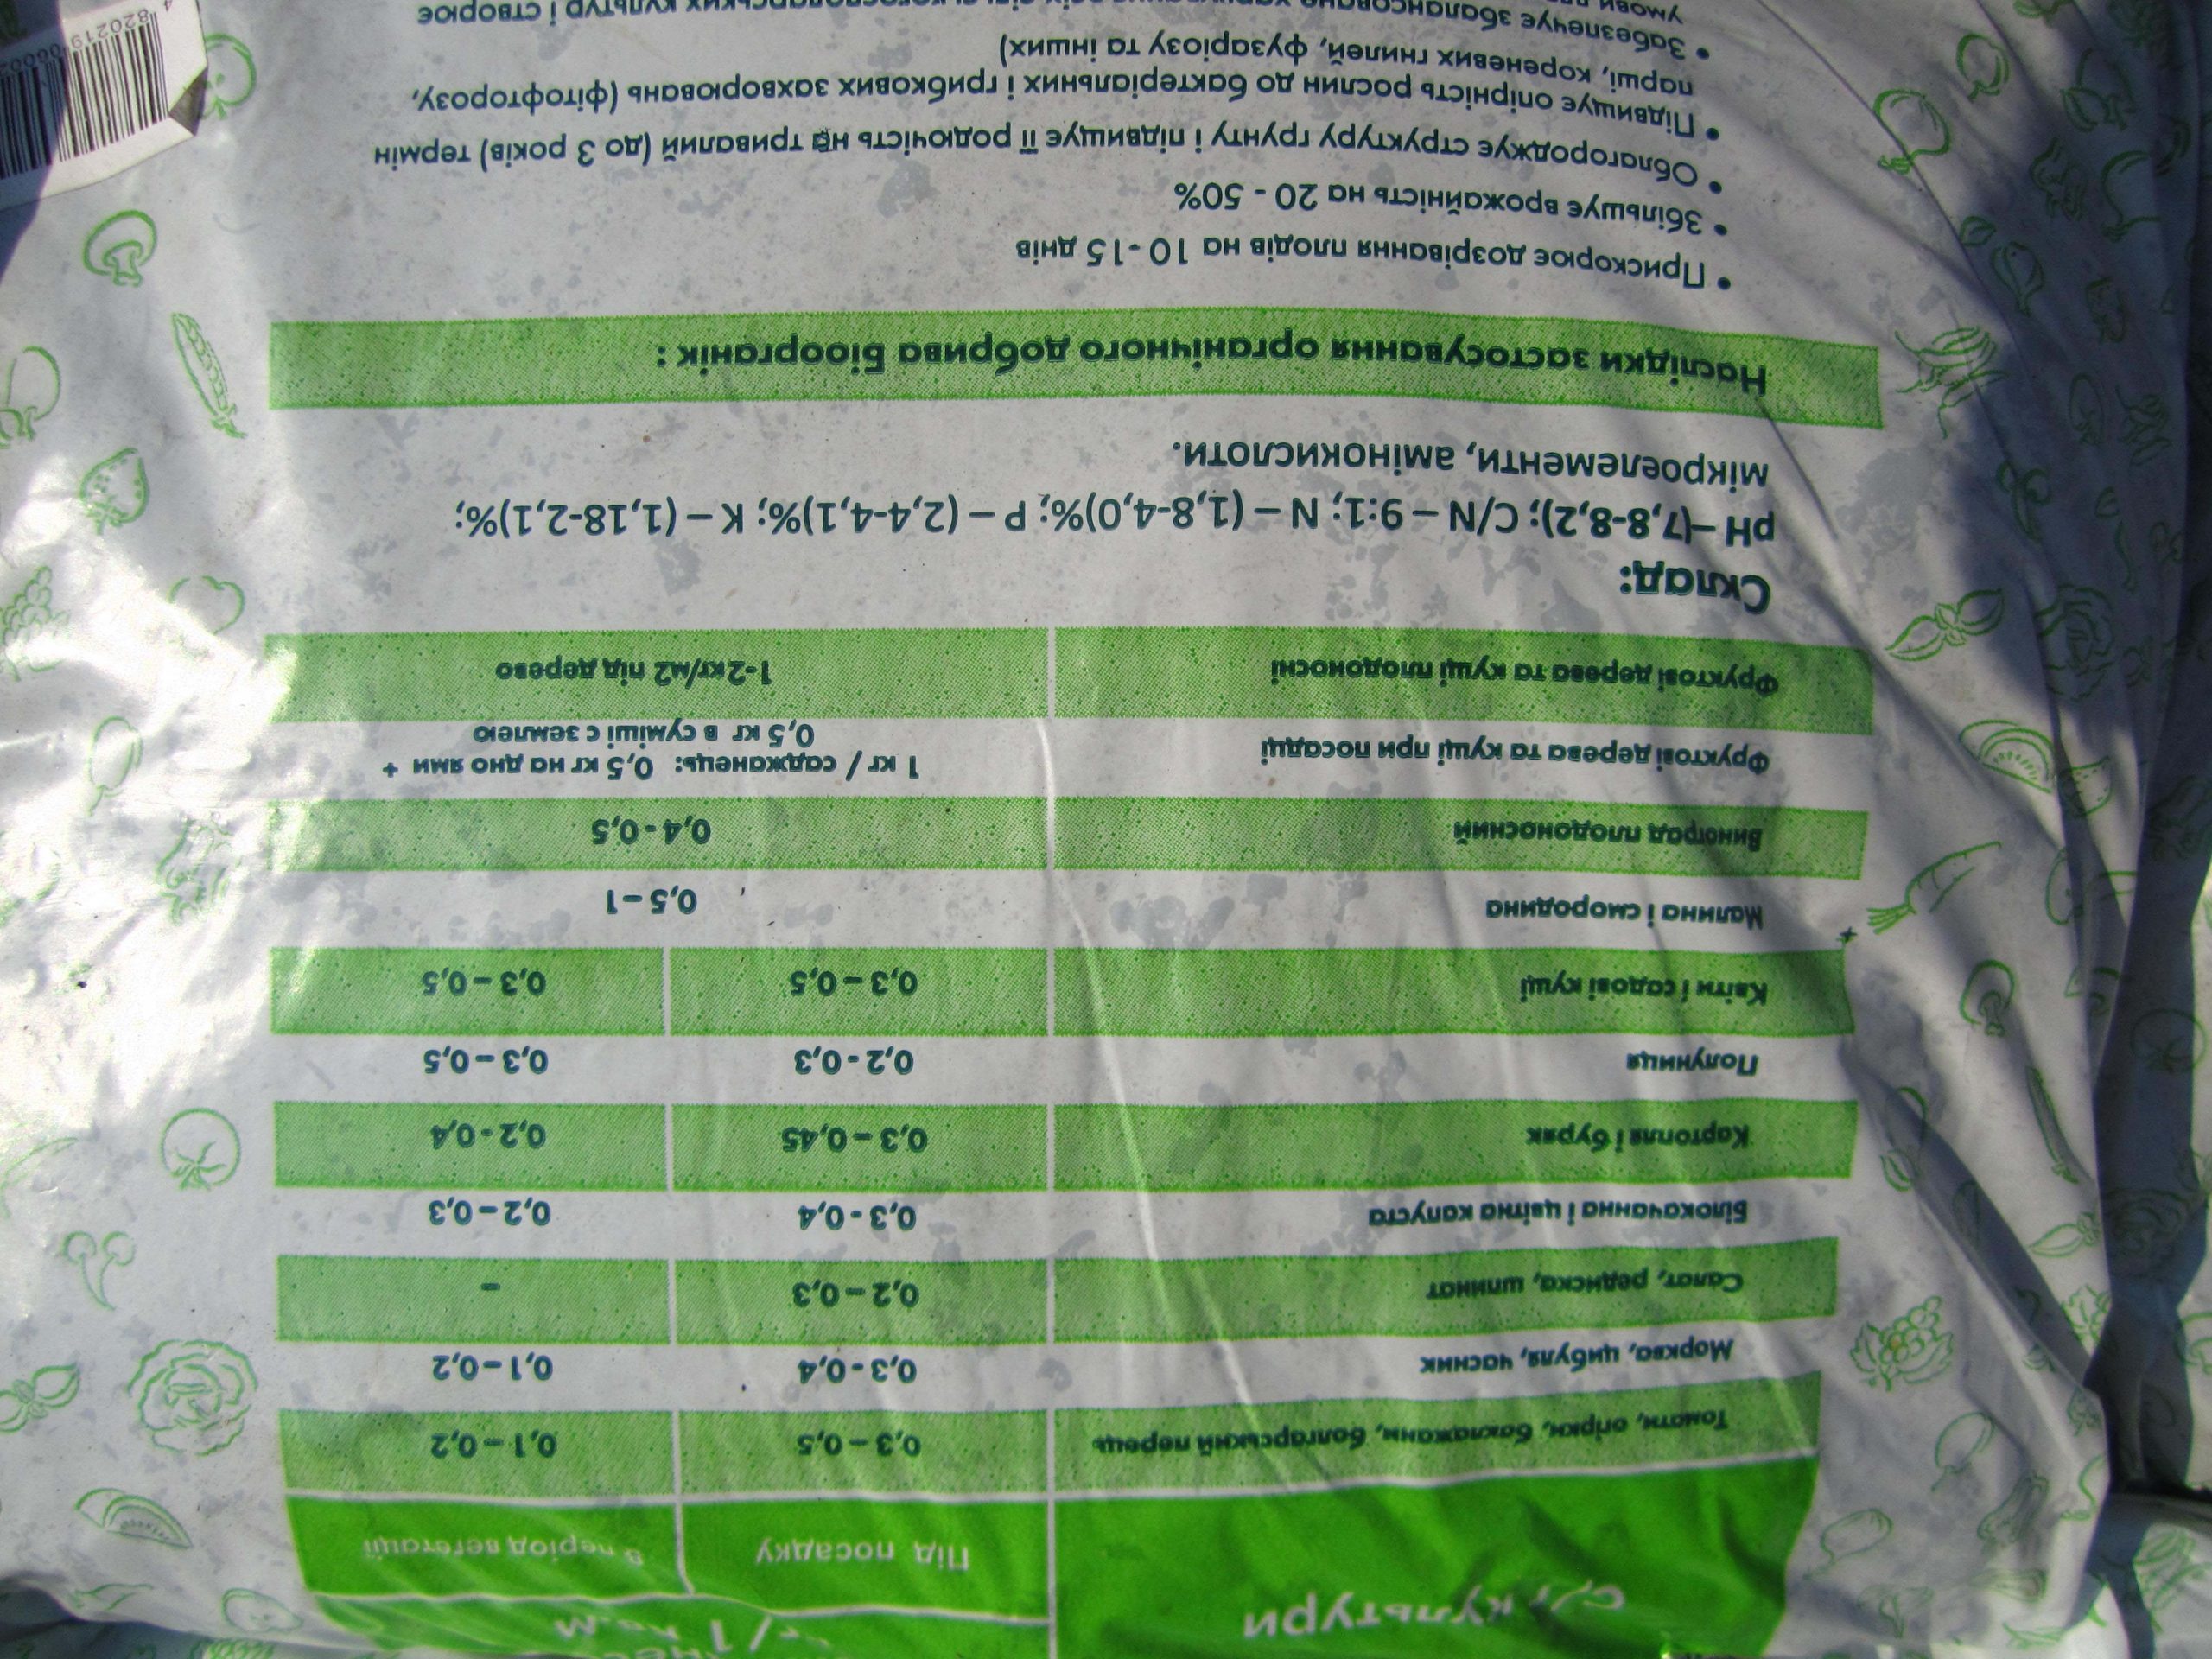 кг/1 кв.м
с/г культури
Під посадку
в період вегетації
Томати, огірки, баклажани, болгарський перець 0,3 – 0,5 0,1 – 0,2
Морква, цибуля, часник 0,3 - 0,4 0,1 – 0,2
Салат, редиска, шпинат 0,2 – 0,3 –
Білокачанна і цвітна капуста 0,3 - 0,4 0,2 – 0,3
Картопля і буряк 0,3 – 0,45 0,2 - 0,4
Полуниця 0,2 - 0,3 0,3 – 0,5
Квіти і садові кущі 0,3 – 0,5 0,3 – 0,5
Малина і смородина 0,5 – 1
Виноград плодоносний 0,4 - 0,5
Фруктові дерева та кущі при посадці 1 кг / саджанець: 0,5 кг на дно ями +
0,5 кг в суміші с землею
Фруктові дерева та кущі плодоносні 1-2кг/м2 під дерево
Склад:
pH –(7,8-8,2); C/N – 9:1; N – (1,8-4,0)%; P – (2,4-4,1)%; K – (1,18-2,1)%;
мікроелементи, амінокислоти.
Наслідки застосування органічного добрива Біоорганік :
• Прискорює дозрівання плодів на 10 -15 днів
• Збільшує врожайність на 20 - 50%
• Облагороджує структуру грунту і підвищує її родючість на тривалий (до 3 років) термін
• Підвищує опірність рослин до бактеріальних і грибкових захворювань (фітофторозу,
парші, кореневих гнилей, фузаріозу та інших)
• Забезпечує збалансоване культур і створює
умови
4 820219